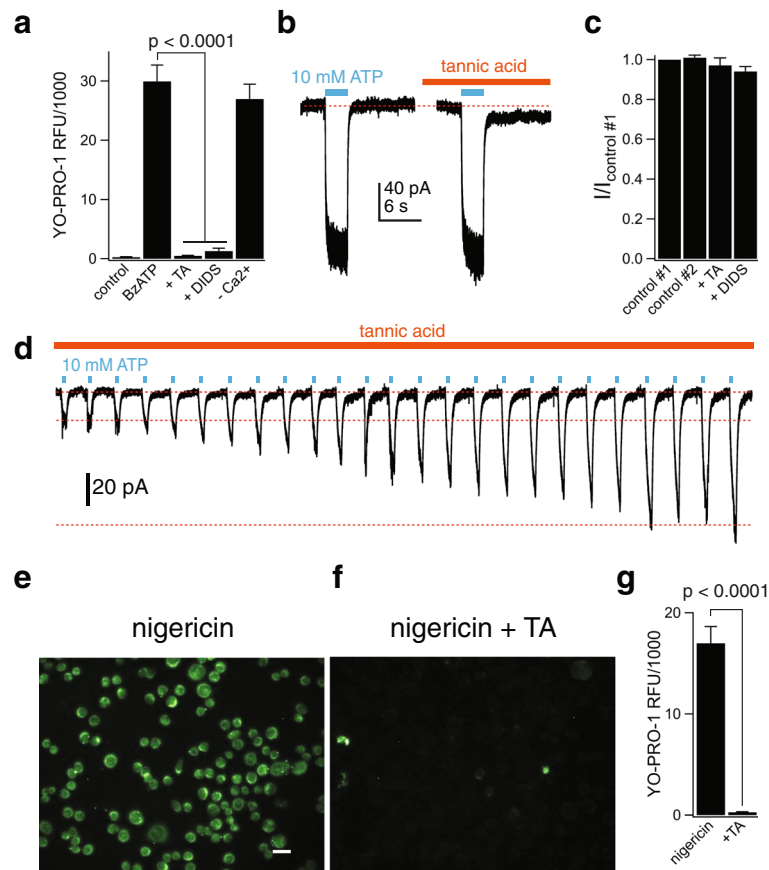 a
p < 0.0001
YO-PRO-1 RFU/1000
30
20
10
0
control
BzATP
+ TA
+ DIDS
- Ca2+
b
tannic acid
10 mM ATP
40 pA
6 s
c
I/Icontrol #1
1.0
0.8
0.6
0.4
0.2
0.0
control #1
control #2
+ TA
+ DIDS
d
tannic acid
10 mM ATP
20 pA
e
nigericin
f
nigericin + TA
g
p < 0.0001
YO-PRO-1 RFU/1000
20
10
0
nigericin
+TA